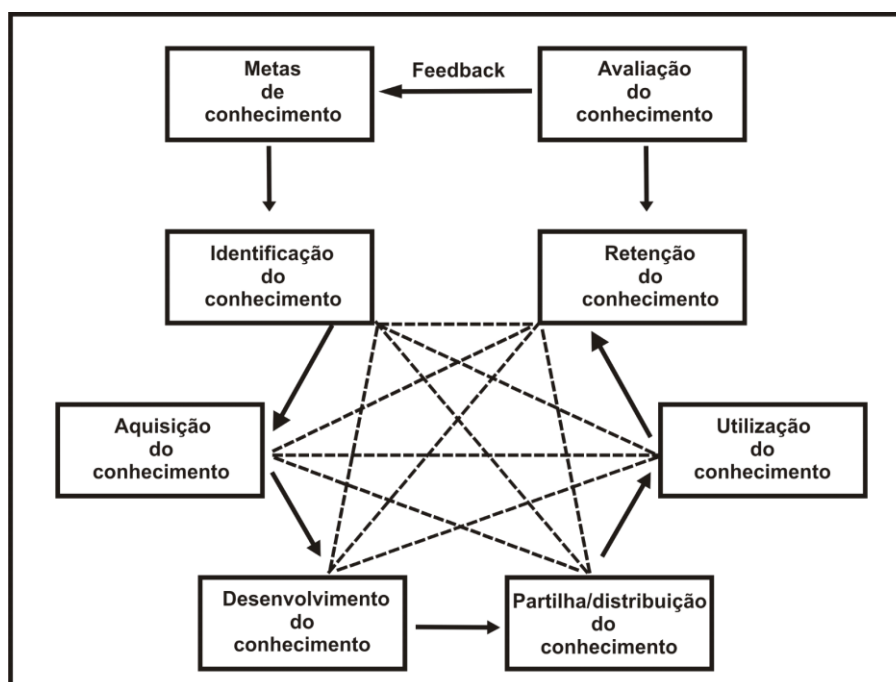 Metas
de
conhecimento
Feedback
Avaliação
do
conhecimento
Identificação
do
conhecimento
Retenção
do
conhecimento
Aquisição
do
conhecimento
Utilização
do
conhecimento
Desenvolvimento
do
conhecimento
Partilha/distribuição
do
conhecimento